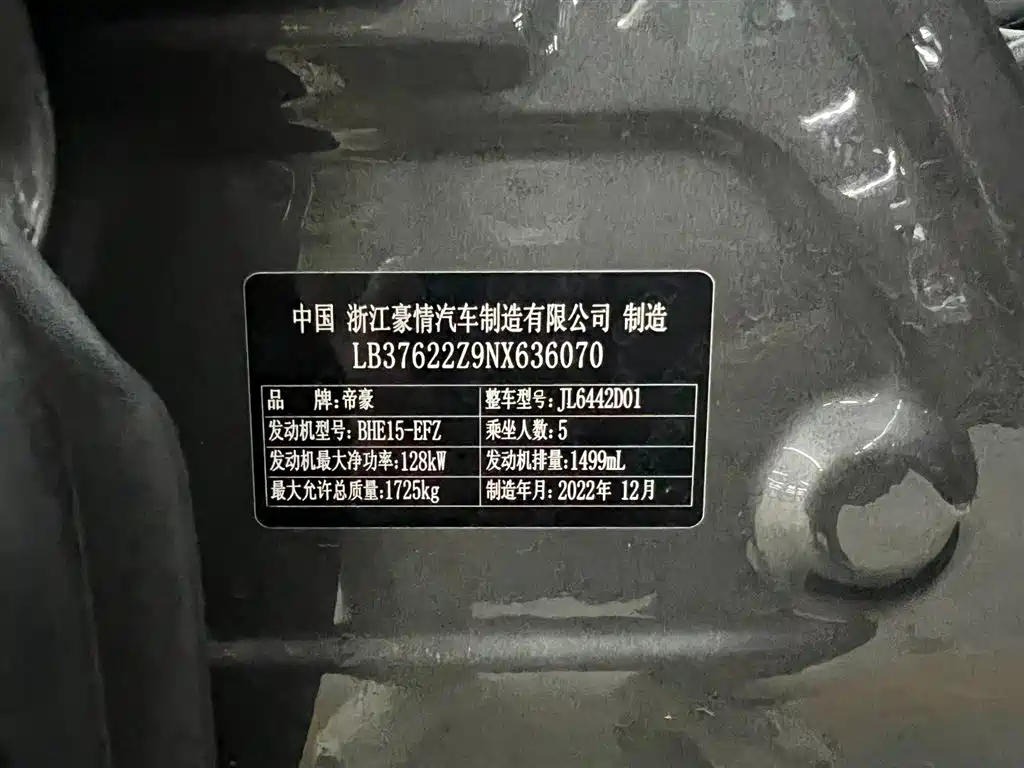 中国 浙江豪情汽车制造有限公司 制造
LB37622Z9NX636070
品 牌:帝豪 整车型号:JL6442D01
发动机型号:BHE15-EFZ 乘坐人数:5
发动机最大净功率:128kW 发动机排量:1499mL
最大允许总质量:1725kg 制造年月:2022年 12月